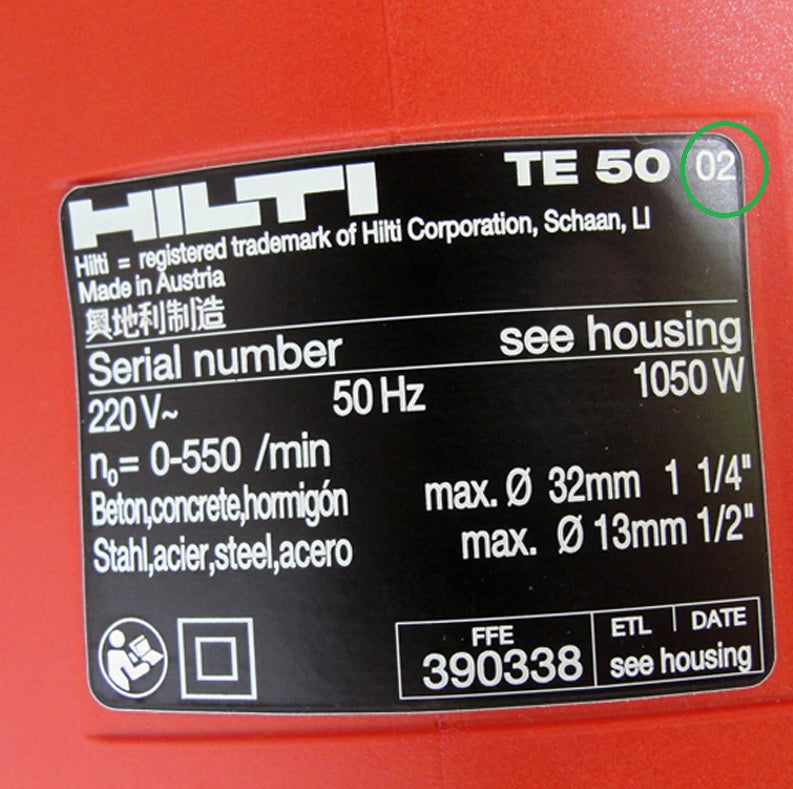 HILTI TE 50 02
Hilti = registered trademark of Hilti Corporation, Schaan, LI
Made in Austria
奥地利制造
Serial number see housing
220 V~ 50 Hz 1050 W
n₀= 0-550 /min
Beton,concrete,hormigón max. Ø 32mm 1 1/4"
Stahl,acier,steel,acero max. Ø 13mm 1/2"
FFE ETL DATE
390338 see housing